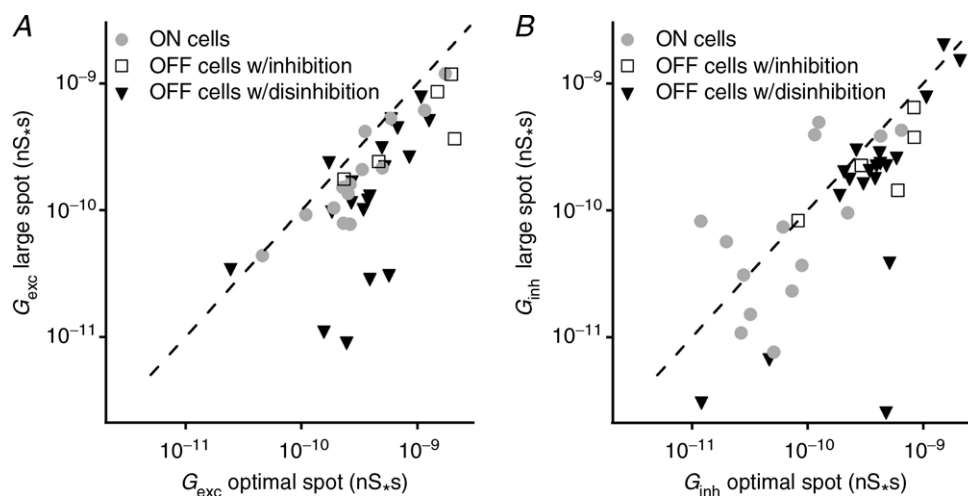 A
ON cells
OFF cells w/inhibition
OFF cells w/disinhibition
10⁻⁹
10⁻¹⁰
10⁻¹¹
G_exc large spot (nS*s)
10⁻¹¹ 10⁻¹⁰ 10⁻⁹
G_exc optimal spot (nS*s)
B
ON cells
OFF cells w/inhibition
OFF cells w/disinhibition
10⁻⁹
10⁻¹⁰
10⁻¹¹
G_inh large spot (nS*s)
10⁻¹¹ 10⁻¹⁰ 10⁻⁹
G_inh optimal spot (nS*s)